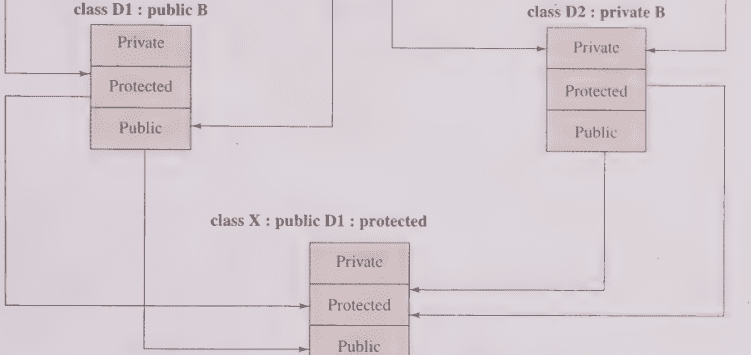 class D1 : public B
Private
Protected
Public
class D2 : private B
Private
Protected
Public
class X : public D1 : protected
Private
Protected
Public